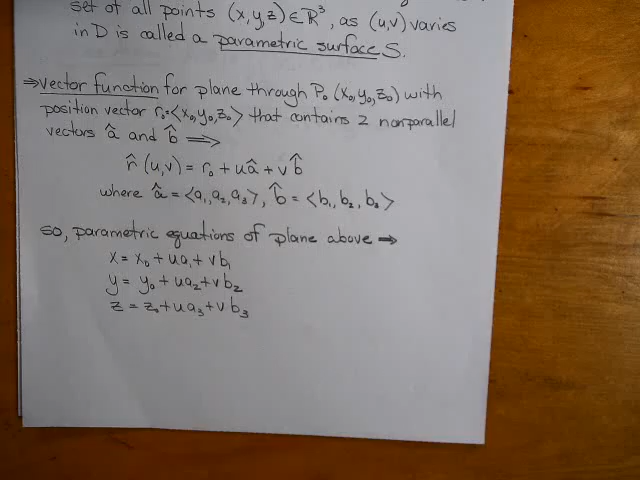 set of all points (x,y,z)∈ℝ³, as (u,v) varies
in D is called a parametric surface S.
⇒Vector function for plane through P₀ (x₀,y₀,z₀) with
position vector r₀=<x₀,y₀,z₀> that contains 2 nonparallel
vectors â and b̂ ⇒
r̂ (u,v) = r₀ + uâ + vb̂
where â = <a₁,a₂,a₃>, b̂ = <b₁,b₂,b₃>
so, parametric equations of plane above ⇒
x = x₀ + ua₁ + vb₁
y = y₀ + ua₂ + vb₂
z = z₀ + ua₃ + vb₃